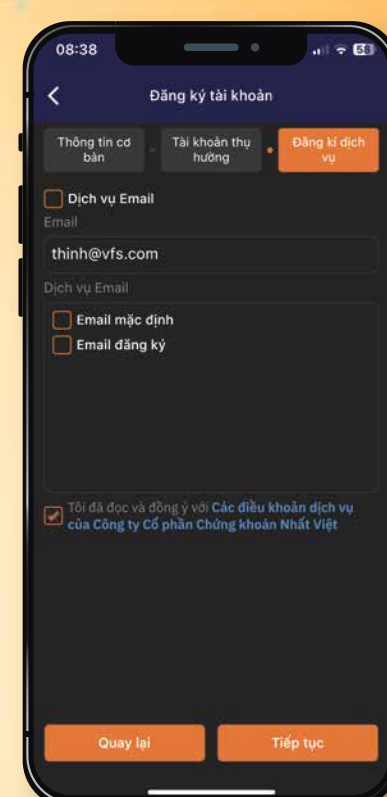 08:38
58
Đăng ký tài khoản
Thông tin cơ
bản
Tài khoản thụ
hưởng
Đăng kí dịch
vụ
Dịch vụ Email
Email
thinh@vfs.com
Dịch vụ Email
Email mặc định
Email đăng ký
Tôi đã đọc và đồng ý với Các điều khoản dịch vụ
của Công ty Cổ phần Chứng khoán Nhất Việt
Quay lại
Tiếp tục